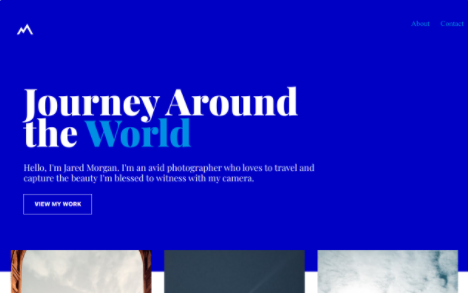 About Contact
Journey Around
the World
Hello, I'm Jared Morgan. I'm an avid photographer who loves to travel and
capture the beauty I'm blessed to witness with my camera.
VIEW MY WORK